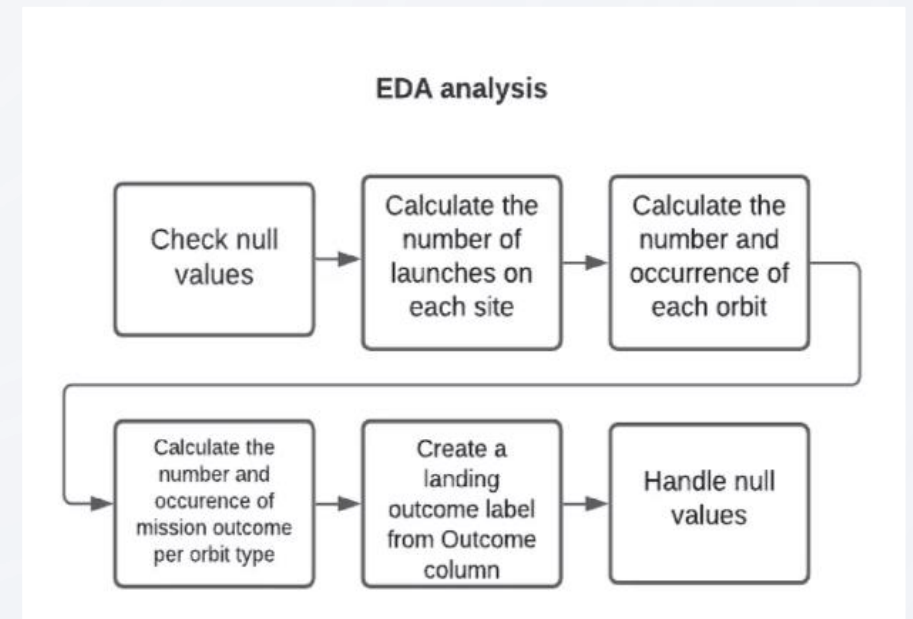 EDA analysis
Check null
values
Calculate the
number of
launches on
each site
Calculate the
number and
occurrence of
each orbit
Calculate the
number and
occurence of
mission outcome
per orbit type
Create a
landing
outcome label
from Outcome
column
Handle null
values